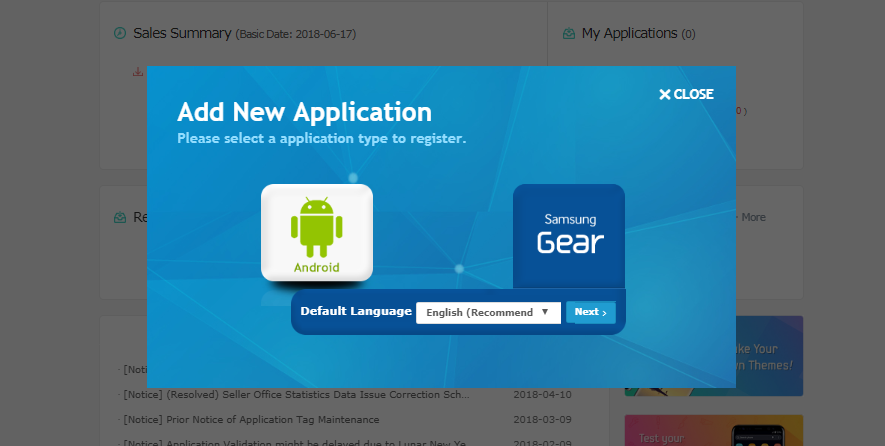 Sales Summary (Basic Date: 2018-06-17)
My Application (0)
CLOSE
Add New Application
Please select a application type to register.
0 )
Android
Samsung
Gear
More
Default Language
English (Recommend
Next ›
ke Your
n Themes!
· [Noti
· [Notice] (Resolved) Seller Office Statistics Data Issue Correction Sch...
2018-04-10
· [Notice] Prior Notice of Application Tag Maintenance
2018-03-09
· [Notice] Application Validation might be delayed due to Lunar New Ye...
2018-02-09
Test your